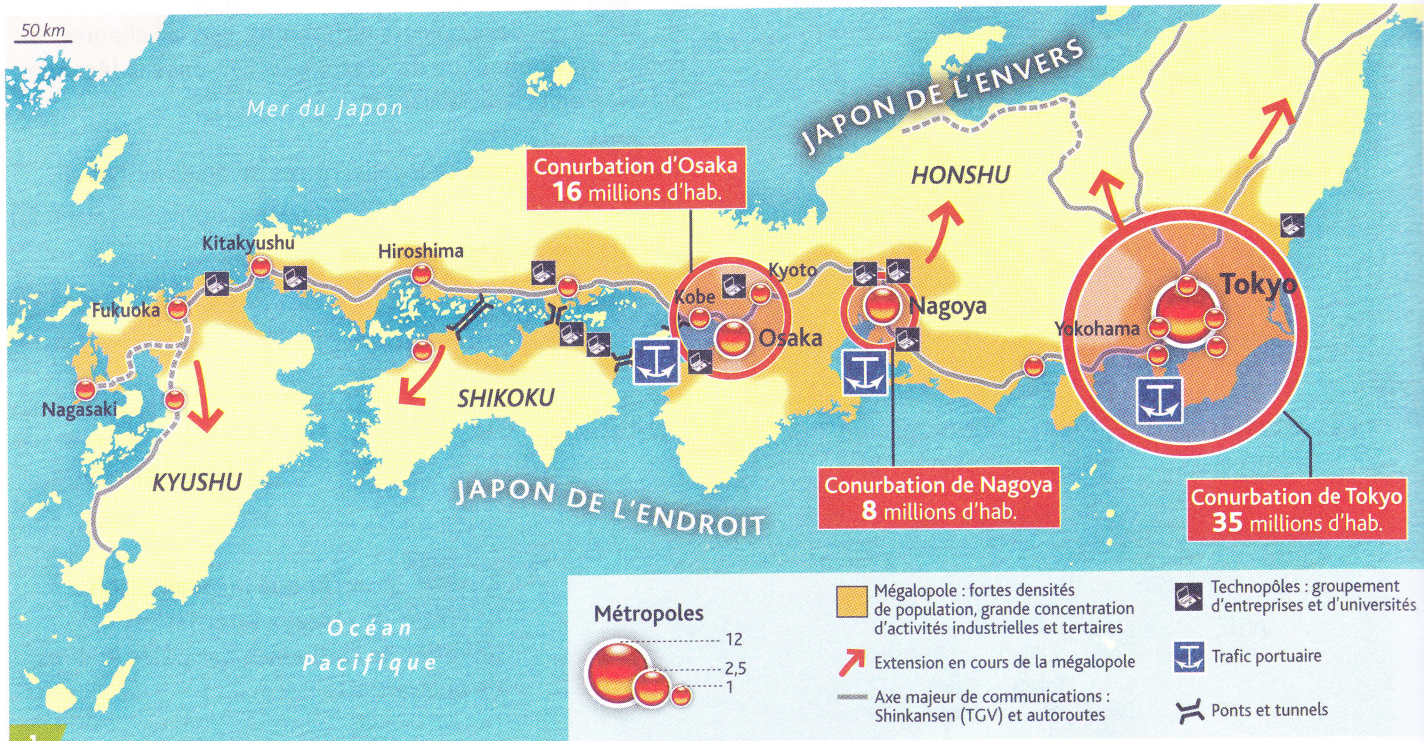 50 km
Mer du Japon
JAPON DE L'ENVERS
Conurbation d'Osaka
16 millions d'hab.
HONSHU
Kitakyushu
Hiroshima
Kyoto
Fukuoka
Kobe
Osaka
Nagoya
Tokyo
Yokohama
Nagasaki
SHIKOKU
KYUSHU
JAPON DE L'ENDROIT
Conurbation de Nagoya
8 millions d'hab.
Conurbation de Tokyo
35 millions d'hab.
Océan
Pacifique
Métropoles
12
2,5
1
Mégalopole : fortes densités
de population, grande concentration
d'activités industrielles et tertiaires
Extension en cours de la mégalopole
Axe majeur de communications :
Shinkansen (TGV) et autoroutes
Technopôles : groupement
d'entreprises et d'universités
Trafic portuaire
Ponts et tunnels